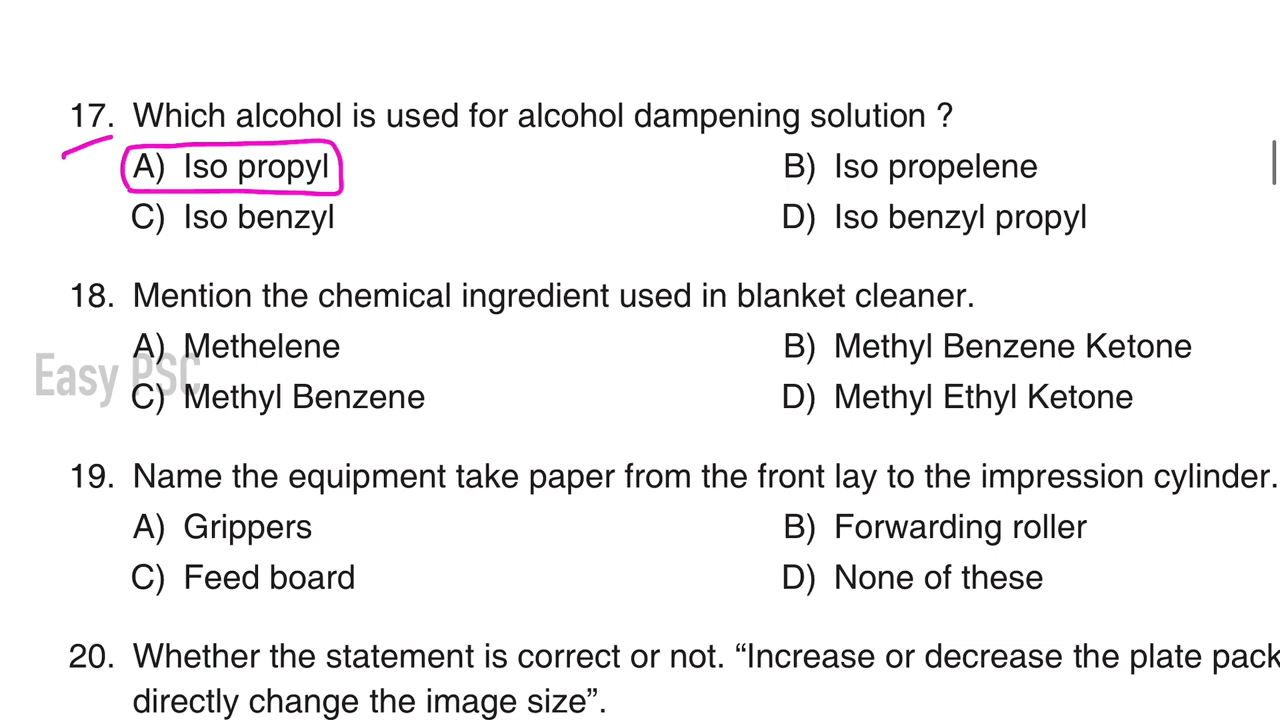 17. Which alcohol is used for alcohol dampening solution ?
A) Iso propyl B) Iso propelene
C) Iso benzyl D) Iso benzyl propyl
18. Mention the chemical ingredient used in blanket cleaner.
A) Methelene B) Methyl Benzene Ketone
Easy PSC
C) Methyl Benzene D) Methyl Ethyl Ketone
19. Name the equipment take paper from the front lay to the impression cylinder.
A) Grippers B) Forwarding roller
C) Feed board D) None of these
20. Whether the statement is correct or not. “Increase or decrease the plate pack
directly change the image size”.